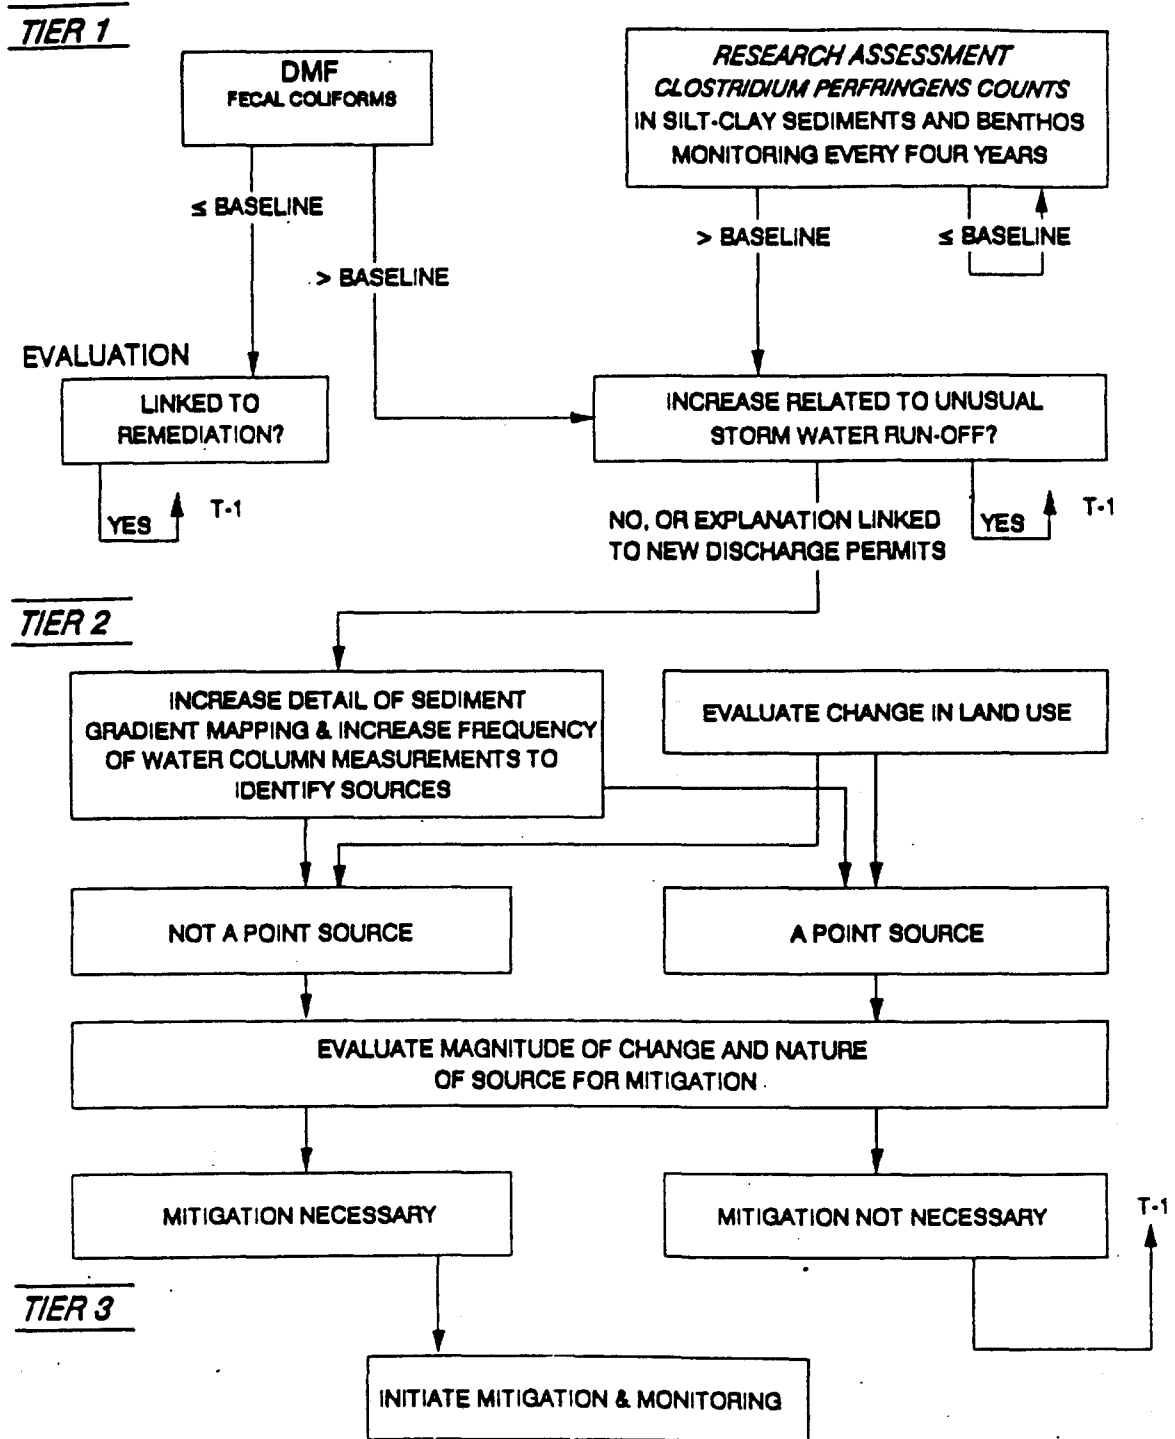 TIER 1
DMF
FECAL COLIFORMS
RESEARCH ASSESSMENT
CLOSTRIDIUM PERFRINGENS COUNTS
IN SILT-CLAY SEDIMENTS AND BENTHOS
MONITORING EVERY FOUR YEARS
≤ BASELINE
> BASELINE
> BASELINE
≤ BASELINE
EVALUATION
LINKED TO
REMEDIATION?
YES
T-1
INCREASE RELATED TO UNUSUAL
STORM WATER RUN-OFF?
NO, OR EXPLANATION LINKED
TO NEW DISCHARGE PERMITS
YES
T-1
TIER 2
INCREASE DETAIL OF SEDIMENT
GRADIENT MAPPING & INCREASE FREQUENCY
OF WATER COLUMN MEASUREMENTS TO
IDENTIFY SOURCES
EVALUATE CHANGE IN LAND USE
NOT A POINT SOURCE
A POINT SOURCE
EVALUATE MAGNITUDE OF CHANGE AND NATURE
OF SOURCE FOR MITIGATION
MITIGATION NECESSARY
MITIGATION NOT NECESSARY
T-1
TIER 3
INITIATE MITIGATION & MONITORING